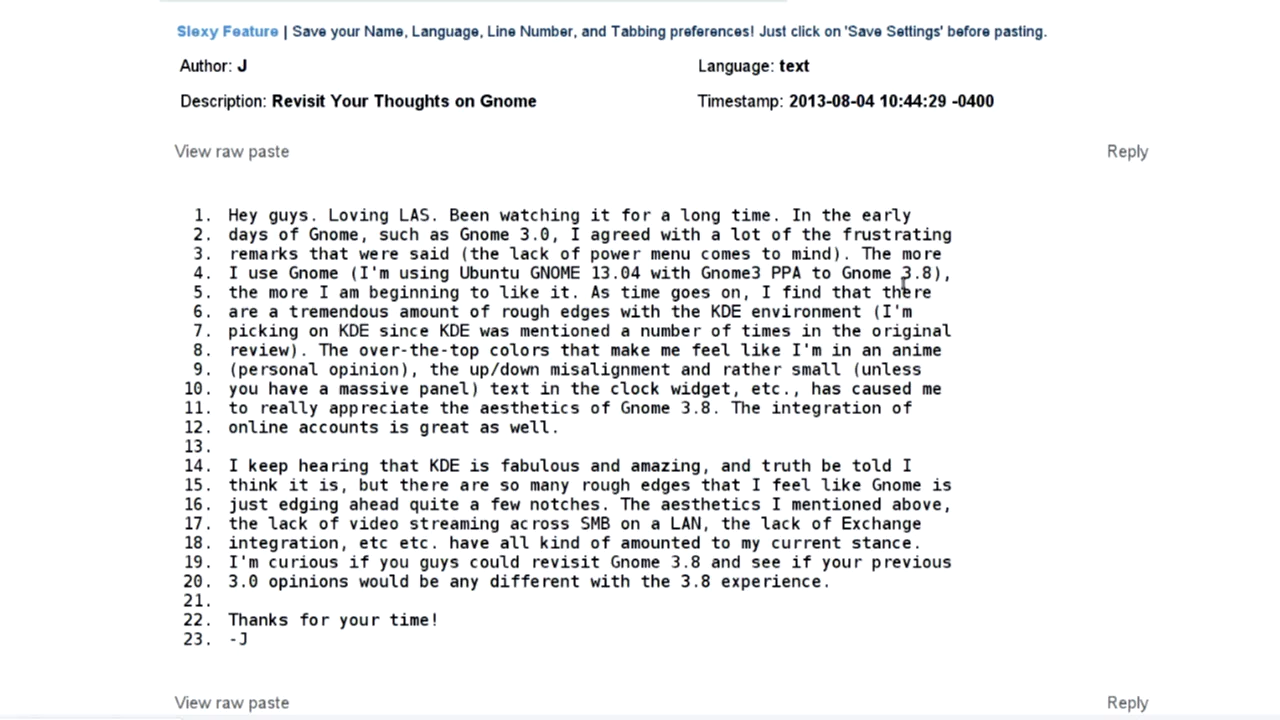 Slexy Feature | Save your Name, Language, Line Number, and Tabbing preferences! Just click on 'Save Settings' before pasting.
Author: J
Language: text
Description: Revisit Your Thoughts on Gnome
Timestamp: 2013-08-04 10:44:29 -0400
View raw paste
Reply
1. Hey guys. Loving LAS. Been watching it for a long time. In the early
2. days of Gnome, such as Gnome 3.0, I agreed with a lot of the frustrating
3. remarks that were said (the lack of power menu comes to mind). The more
4. I use Gnome (I'm using Ubuntu GNOME 13.04 with Gnome3 PPA to Gnome 3.8),
5. the more I am beginning to like it. As time goes on, I find that there
6. are a tremendous amount of rough edges with the KDE environment (I'm
7. picking on KDE since KDE was mentioned a number of times in the original
8. review). The over-the-top colors that make me feel like I'm in an anime
9. (personal opinion), the up/down misalignment and rather small (unless
10. you have a massive panel) text in the clock widget, etc., has caused me
11. to really appreciate the aesthetics of Gnome 3.8. The integration of
12. online accounts is great as well.
13.
14. I keep hearing that KDE is fabulous and amazing, and truth be told I
15. think it is, but there are so many rough edges that I feel like Gnome is
16. just edging ahead quite a few notches. The aesthetics I mentioned above,
17. the lack of video streaming across SMB on a LAN, the lack of Exchange
18. integration, etc etc. have all kind of amounted to my current stance.
19. I'm curious if you guys could revisit Gnome 3.8 and see if your previous
20. 3.0 opinions would be any different with the 3.8 experience.
21.
22. Thanks for your time!
23. -J
View raw paste
Reply